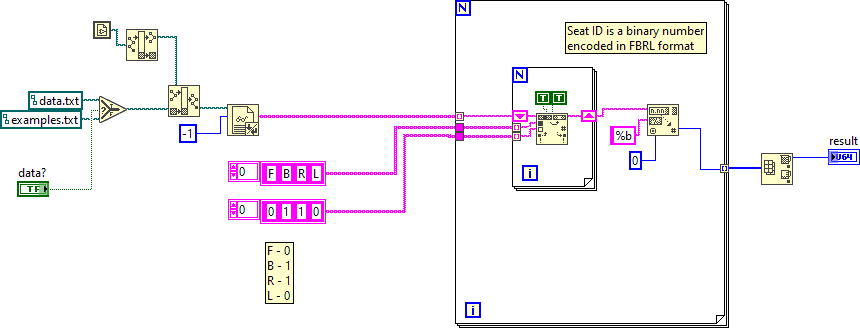 N
Seat ID is a binary number
encoded in FBRL format
N
data.txt
examples.txt
T T
n.nn
-1
%b
result
data?
0
F B R L
0
U64
TF
i
0
0 1 1 0
F - 0
B - 1
R - 1
L - 0
i